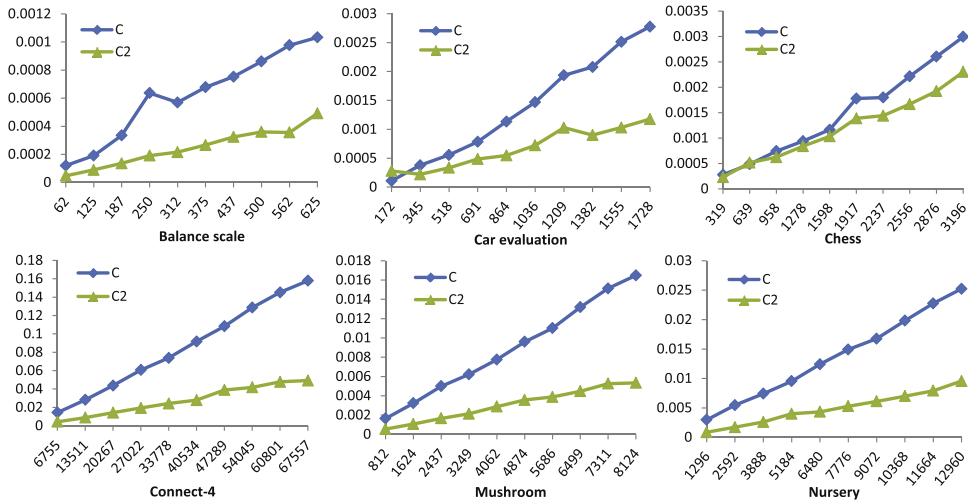 0.0012
0.001
0.0008
0.0006
0.0004
0.0002
0
C
C2
62 125 187 250 312 375 437 500 562 625
Balance scale
0.003
0.0025
0.002
0.0015
0.001
0.0005
0
C
C2
172 345 518 691 864 1036 1209 1382 1555 1728
Car evaluation
0.0035
0.003
0.0025
0.002
0.0015
0.001
0.0005
0
C
C2
319 639 958 1278 1598 1917 2237 2556 2876 3196
Chess
0.18
0.16
0.14
0.12
0.1
0.08
0.06
0.04
0.02
0
C
C2
6755 13511 20267 27022 33778 40534 47289 54045 60801 67557
Connect-4
0.018
0.016
0.014
0.012
0.01
0.008
0.006
0.004
0.002
0
C
C2
812 1624 2437 3249 4062 4874 5686 6499 7311 8124
Mushroom
0.03
0.025
0.02
0.015
0.01
0.005
0
C
C2
1296 2592 3888 5184 6480 7776 9072 10368 11664 12960
Nursery